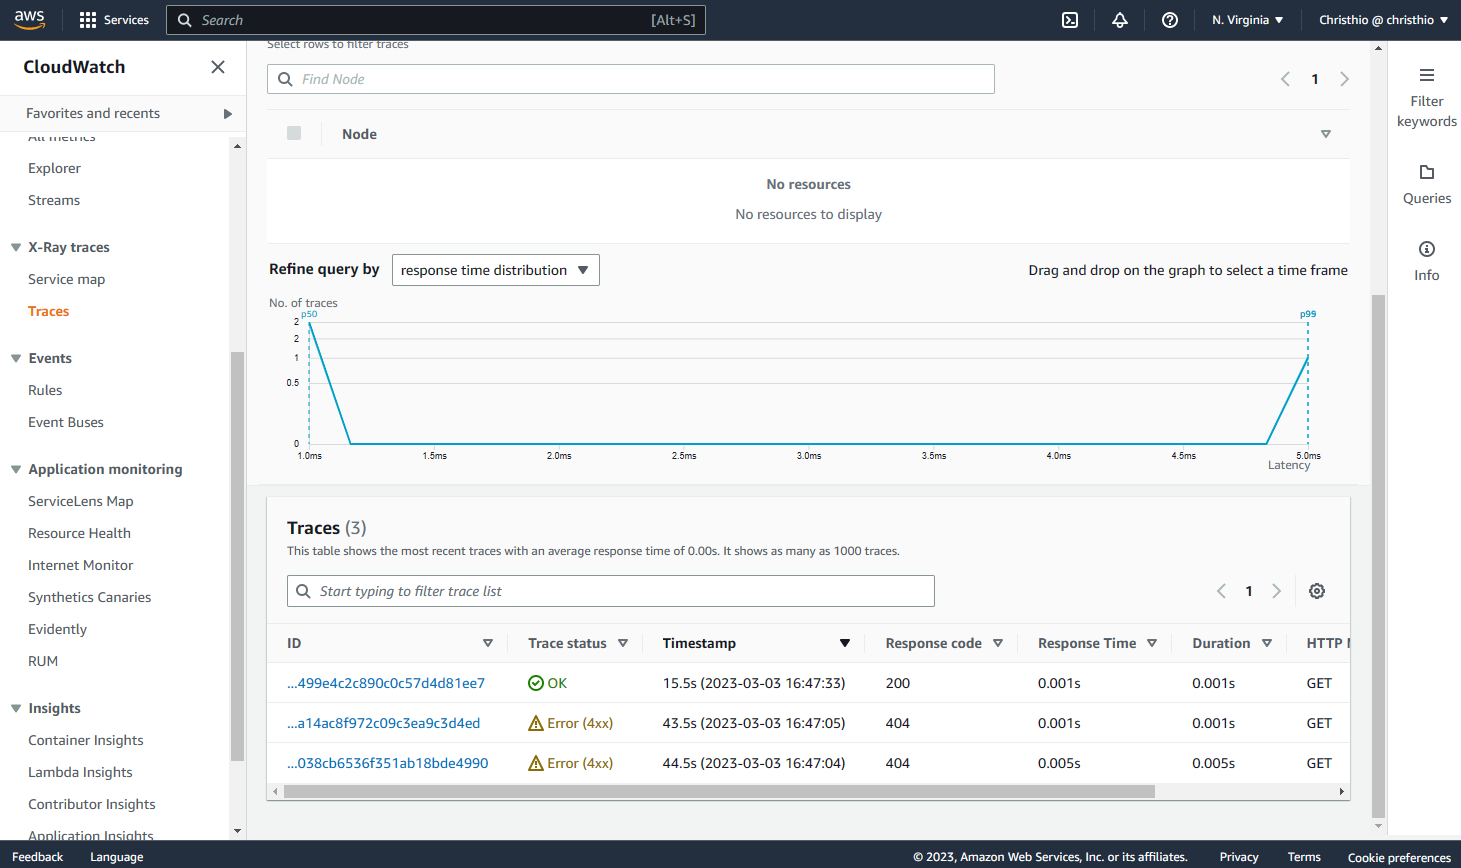 aws
Services
Search
[Alt+S]
N. Virginia
Christhio @ christhio
CloudWatch
Favorites and recents
All metrics
Explorer
Streams
X-Ray traces
Service map
Traces
Events
Rules
Event Buses
Application monitoring
ServiceLens Map
Resource Health
Internet Monitor
Synthetics Canaries
Evidently
RUM
Insights
Container Insights
Lambda Insights
Contributor Insights
Application Insights
Select rows to filter traces
Find Node
1
Node
No resources
No resources to display
Refine query by
response time distribution
Drag and drop on the graph to select a time frame
No. of traces
p50
p99
2
2
1
0.5
0
1.0ms 1.5ms 2.0ms 2.5ms 3.0ms 3.5ms 4.0ms 4.5ms 5.0ms
Latency
Traces (3)
This table shows the most recent traces with an average response time of 0.00s. It shows as many as 1000 traces.
Start typing to filter trace list
1
ID Trace status Timestamp Response code Response Time Duration HTTP
...499e4c2c890c0c57d4d81ee7 OK 15.5s (2023-03-03 16:47:33) 200 0.001s 0.001s GET
...a14ac8f972c09c3ea9c3d4ed Error (4xx) 43.5s (2023-03-03 16:47:05) 404 0.001s 0.001s GET
...038cb6536f351ab18bde4990 Error (4xx) 44.5s (2023-03-03 16:47:04) 404 0.005s 0.005s GET
Filter
keywords
Queries
Info
Feedback
Language
© 2023, Amazon Web Services, Inc. or its affiliates.
Privacy
Terms
Cookie preferences